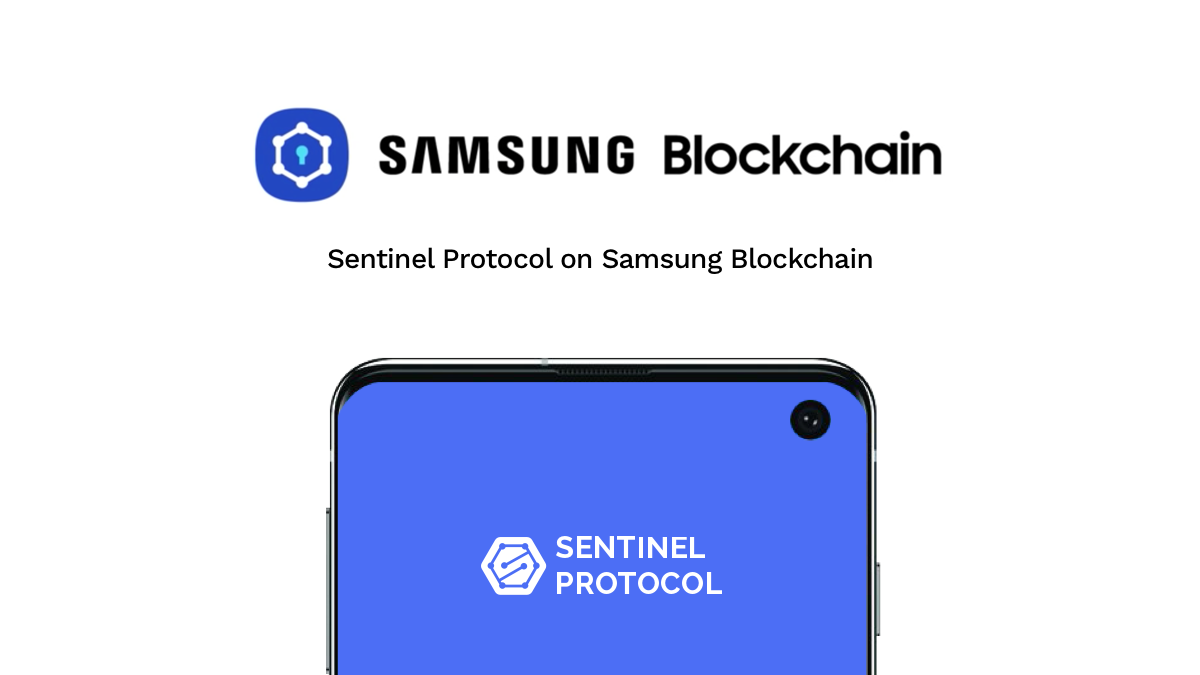 SAMSUNG Blockchain
Sentinel Protocol on Samsung Blockchain
SENTINEL
PROTOCOL